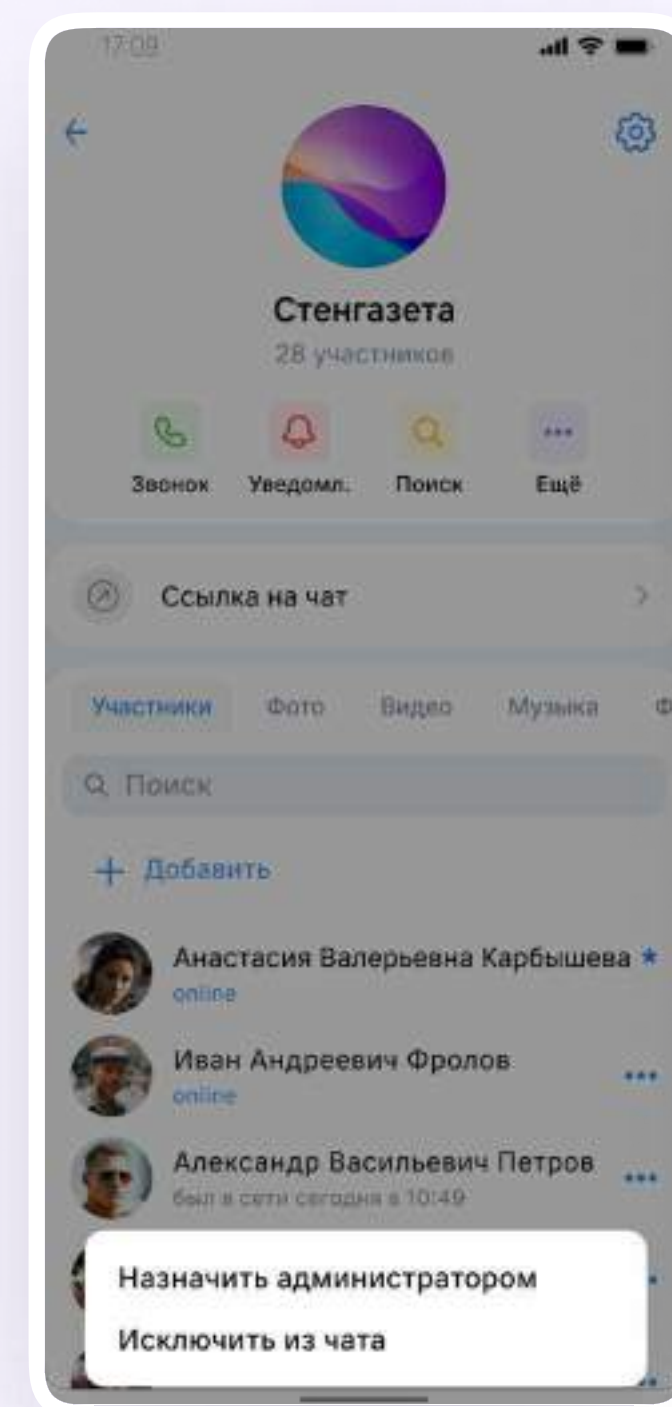 17:09
Стенгазета
28 участников
Звонок Уведомл. Поиск Ещё
Ссылка на чат
Участники Фото Видео Музыка Ф
Поиск
Добавить
Анастасия Валерьевна Карбышева
online
Иван Андреевич Фролов
online
Александр Васильевич Петров
был в сети сегодня в 10:49
Назначить администратором
Исключить из чата